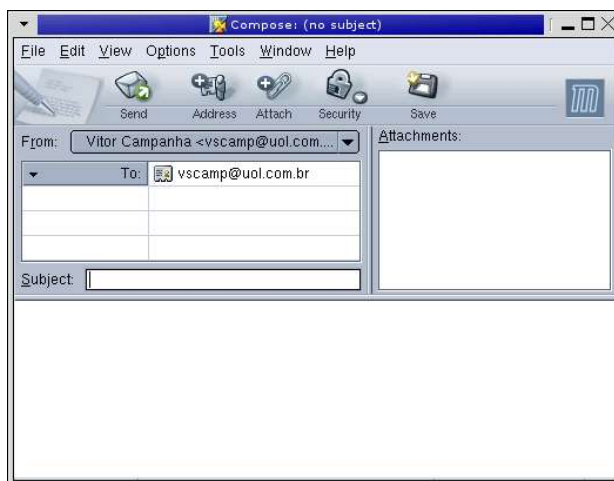 Compose: (no subject)
File Edit View Options Tools Window Help
Send Address Attach Security Save
From: Vitor Campanha <vscamp@uol.com....
Attachments:
To: vscamp@uol.com.br
Subject: